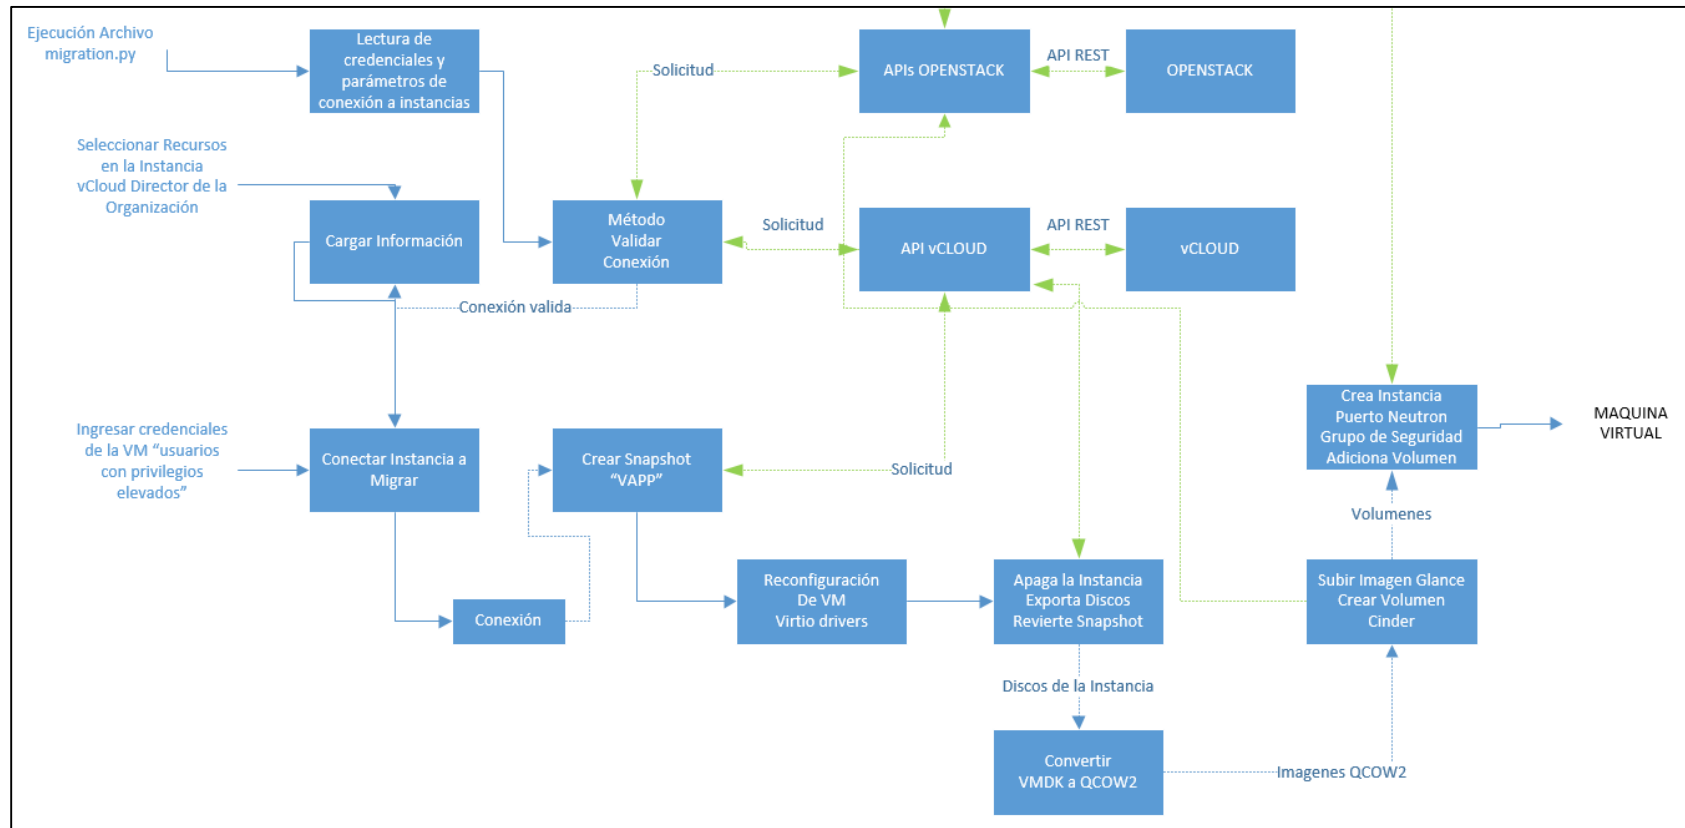 Ejecución Archivo
migration.py
Lectura de
credenciales y
parámetros de
conexión a instancias
Solicitud
APIs OPENSTACK
API REST
OPENSTACK
Seleccionar Recursos
en la Instancia
vCloud Director de la
Organización
Cargar Información
Método
Validar
Conexión
Solicitud
API vCLOUD
API REST
vCLOUD
Conexión valida
Ingresar credenciales
de la VM “usuarios
con privilegios
elevados”
Conectar Instancia a
Migrar
Crear Snapshot
“VAPP”
Solicitud
Crea Instancia
Puerto Neutron
Grupo de Seguridad
Adiciona Volumen
MAQUINA
VIRTUAL
Volumenes
Conexión
Reconfiguración
De VM
Virtio drivers
Apaga la Instancia
Exporta Discos
Revierte Snapshot
Subir Imagen Glance
Crear Volumen
Cinder
Discos de la Instancia
Convertir
VMDK a QCOW2
Imagenes QCOW2